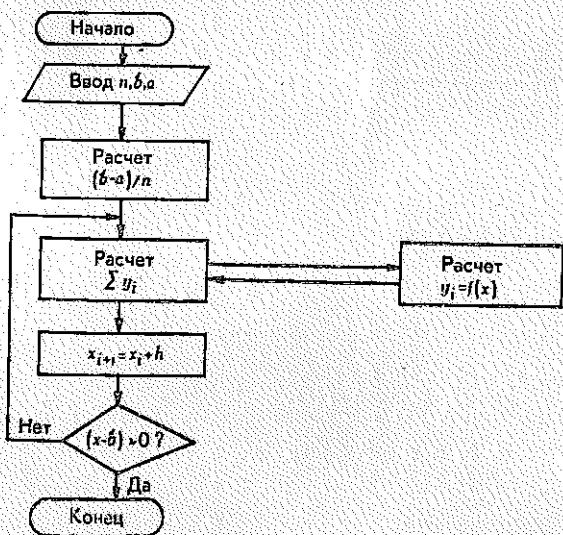 Начало
Ввод n, b, a
Расчет
(b-a)/n
Расчет
∑ yᵢ
Расчет
yᵢ=f(x)
xᵢ₊₁=xᵢ+h
Нет
(x-b)>0?
Да
Конец